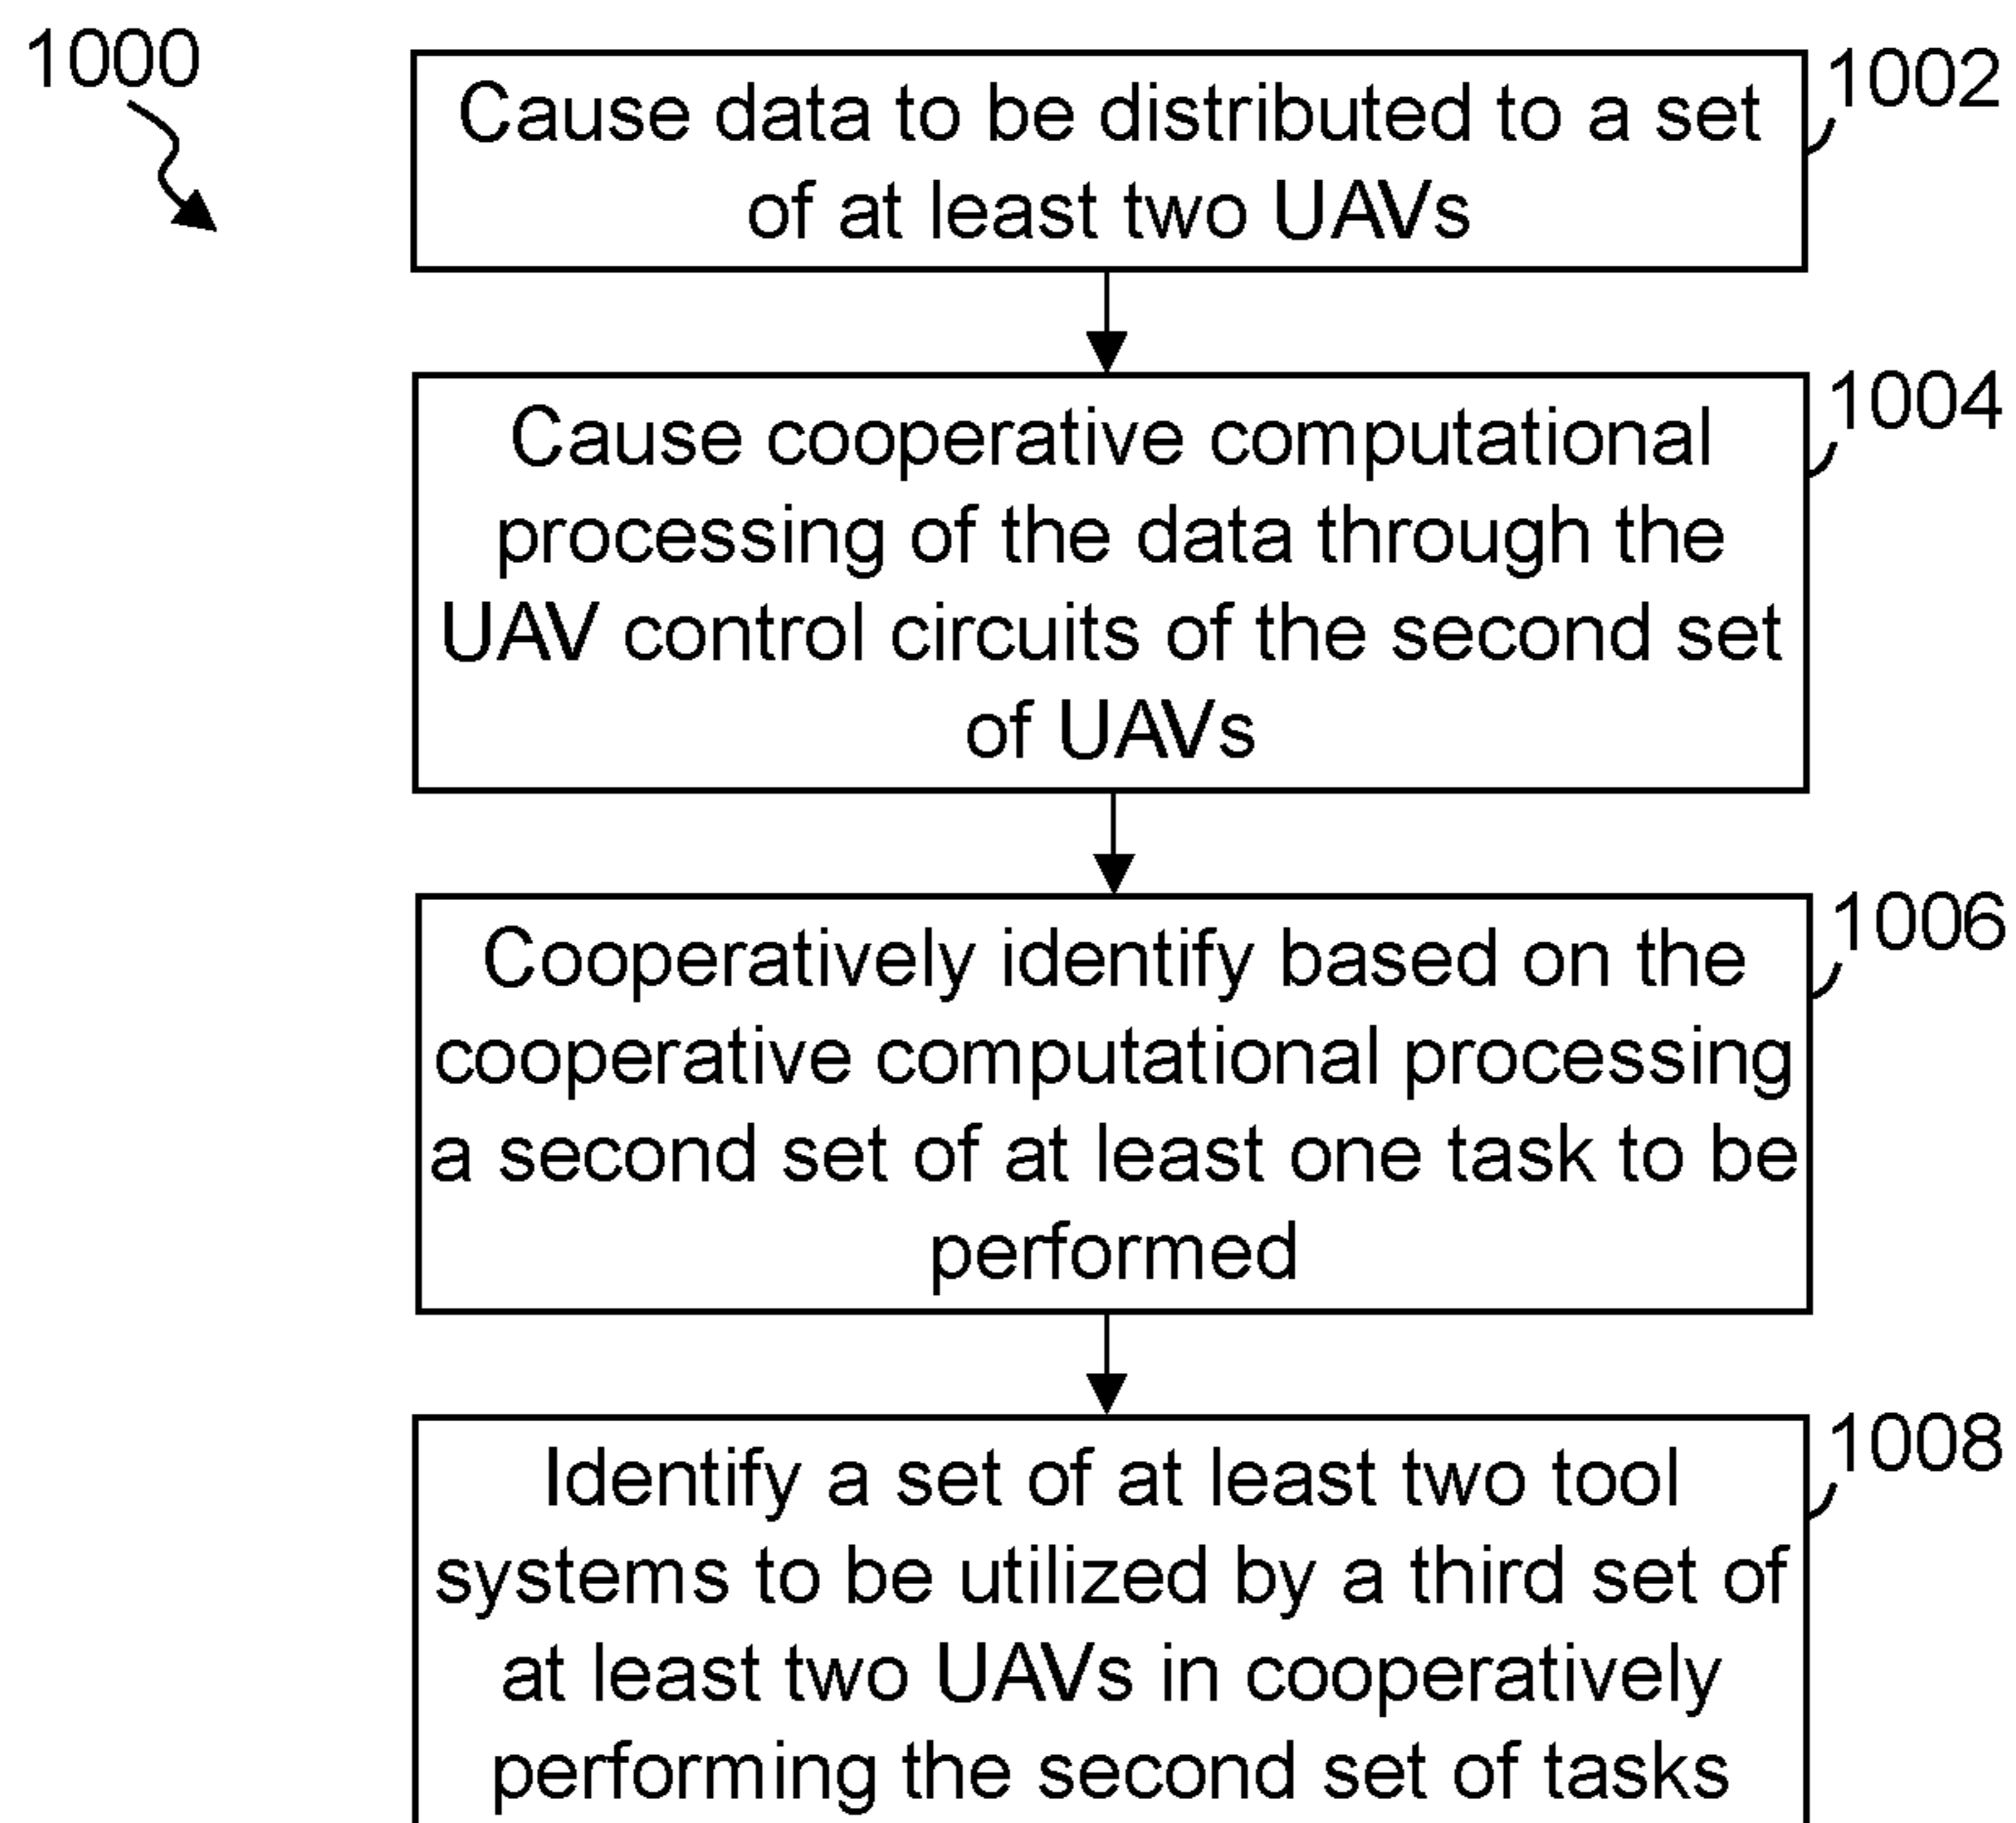 1000
1002
Cause data to be distributed to a set
of at least two UAVs
1004
Cause cooperative computational
processing of the data through the
UAV control circuits of the second set
of UAVs
1006
Cooperatively identify based on the
cooperative computational processing
a second set of at least one task to be
performed
1008
Identify a set of at least two tool
systems to be utilized by a third set of
at least two UAVs in cooperatively
performing the second set of tasks